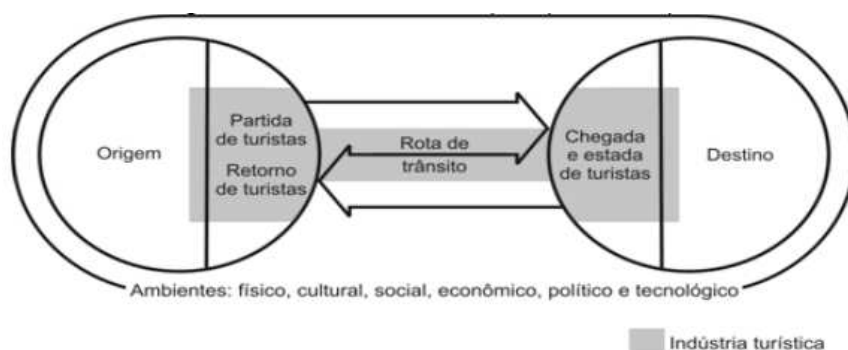 Origem
Partida
de turistas
Retorno
de turistas
Rota de
trânsito
Chegada
e estada
de turistas
Destino
Ambientes: físico, cultural, social, econômico, político e tecnológico
Indústria turística